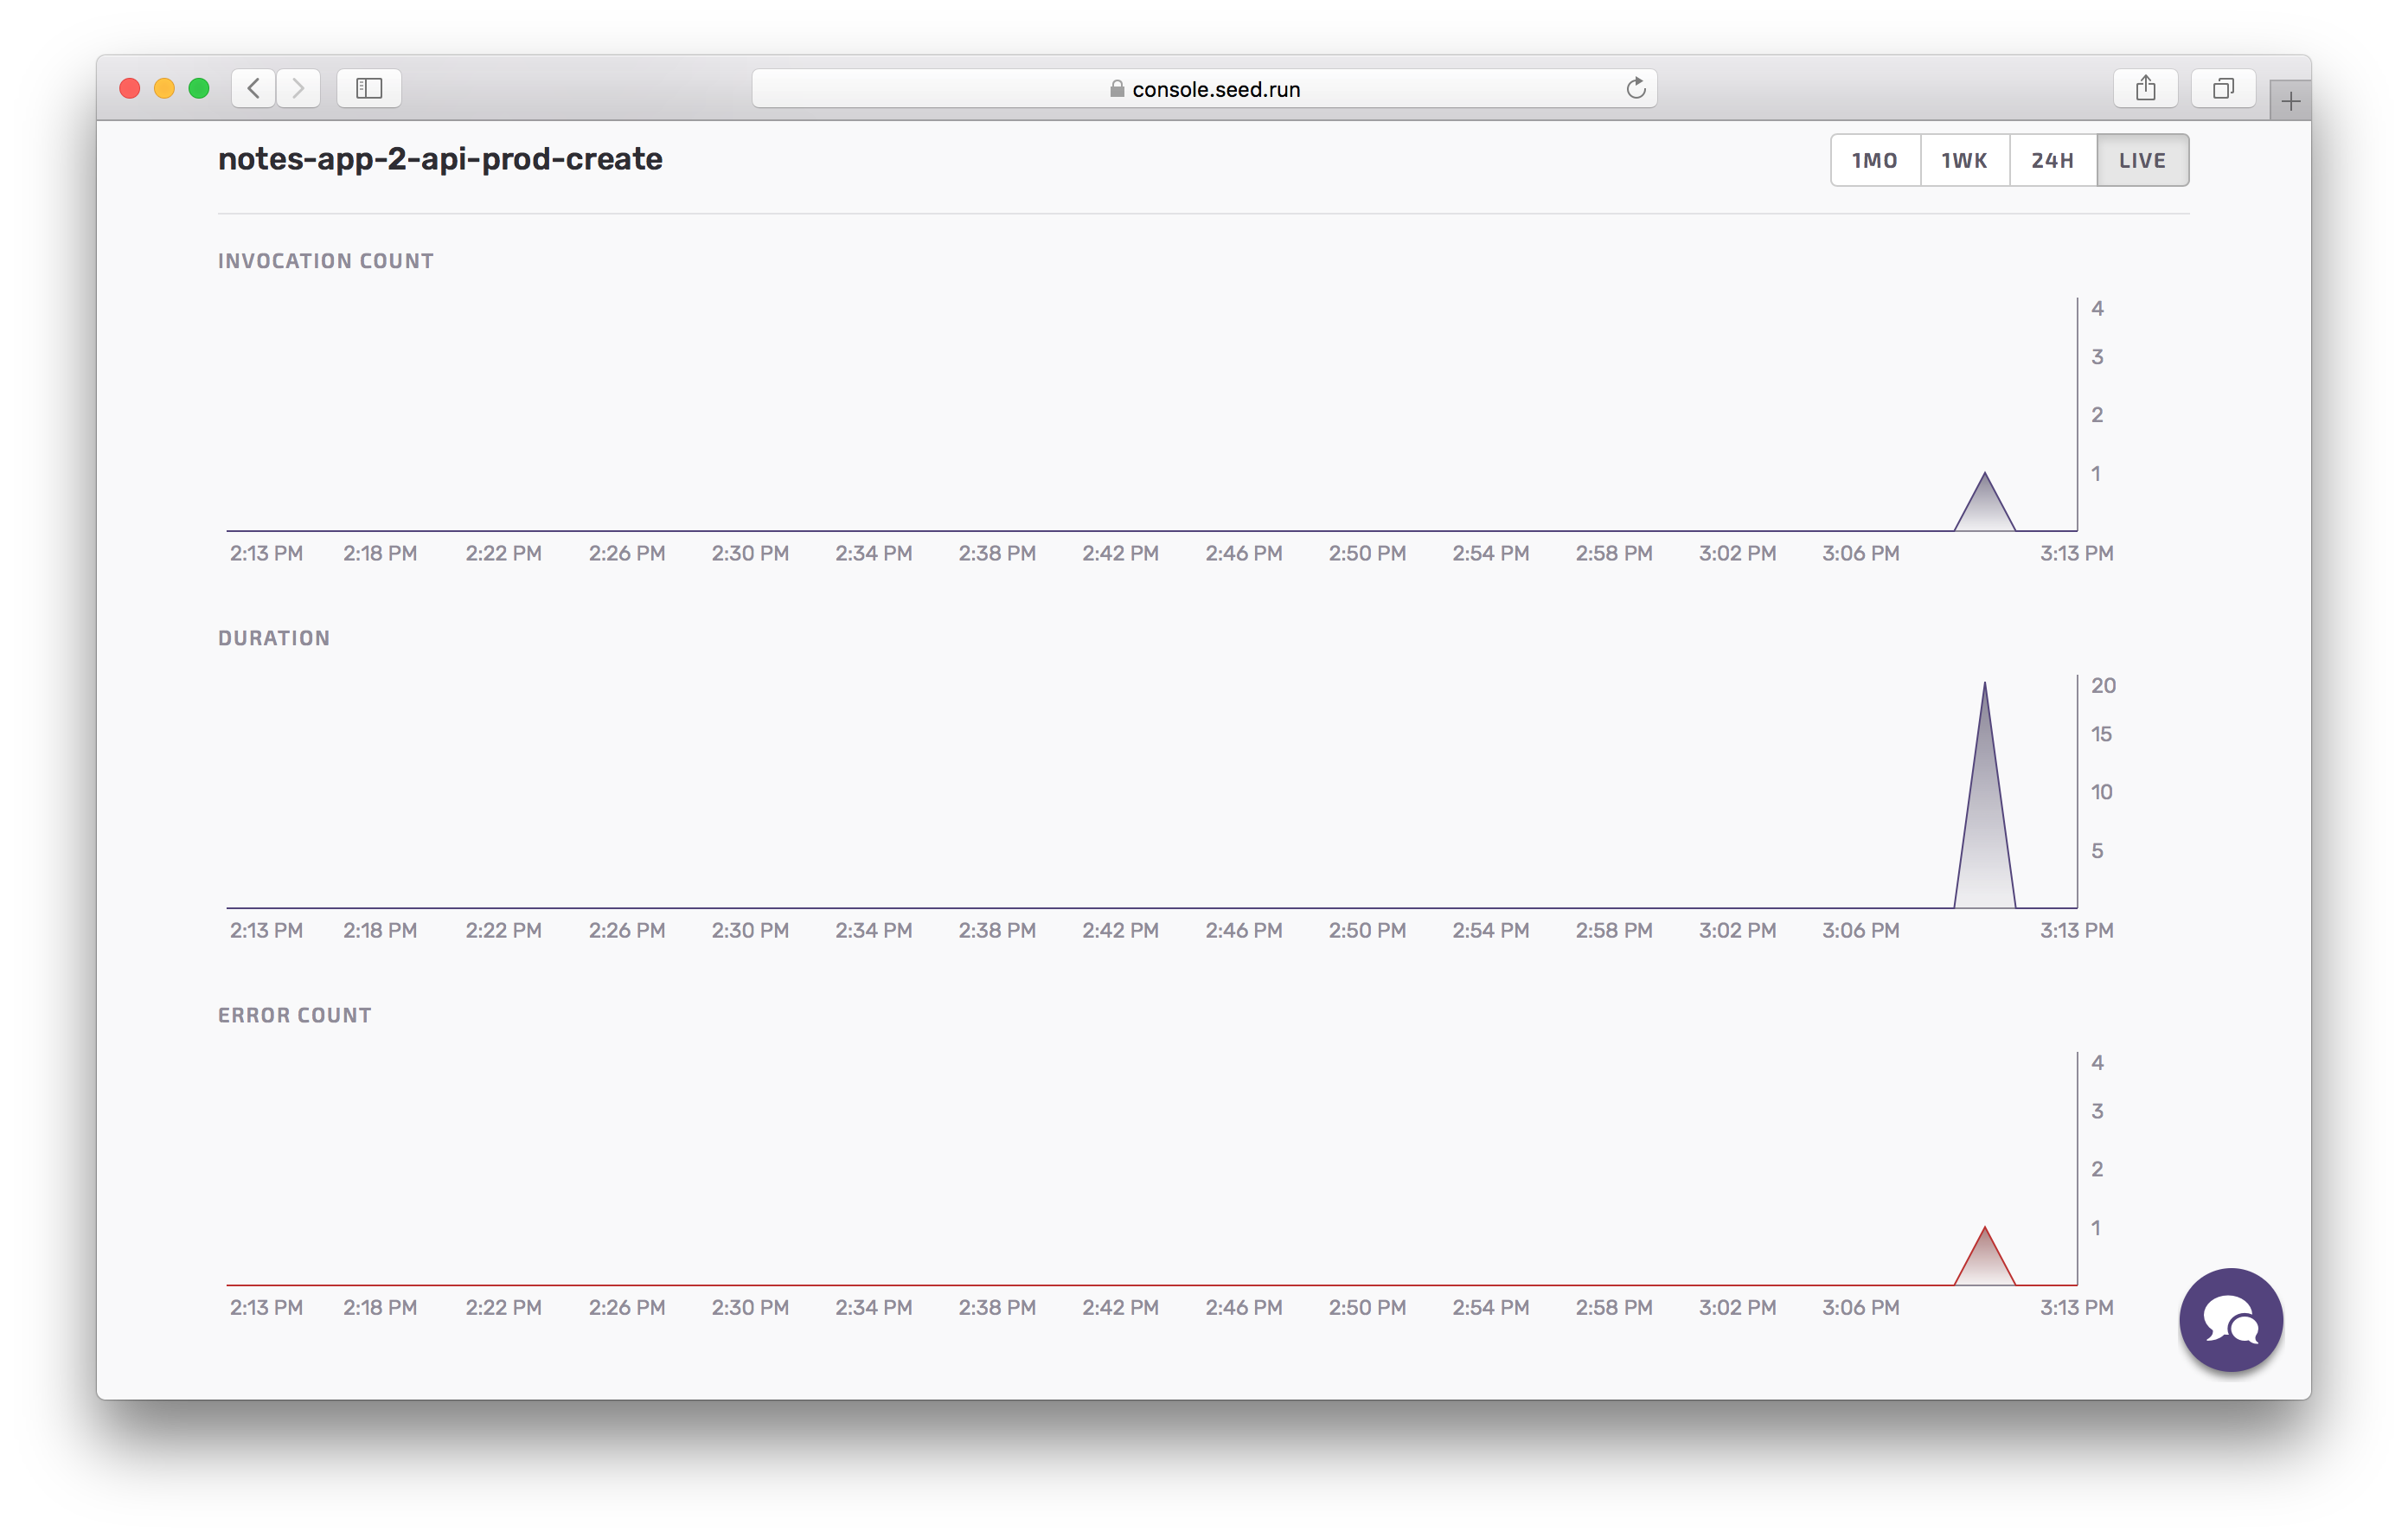 console.seed.run
notes-app-2-api-prod-create
1MO 1WK 24H LIVE
INVOCATION COUNT
4
3
2
1
2:13 PM 2:18 PM 2:22 PM 2:26 PM 2:30 PM 2:34 PM 2:38 PM 2:42 PM 2:46 PM 2:50 PM 2:54 PM 2:58 PM 3:02 PM 3:06 PM 3:13 PM
DURATION
20
15
10
5
2:13 PM 2:18 PM 2:22 PM 2:26 PM 2:30 PM 2:34 PM 2:38 PM 2:42 PM 2:46 PM 2:50 PM 2:54 PM 2:58 PM 3:02 PM 3:06 PM 3:13 PM
ERROR COUNT
4
3
2
1
2:13 PM 2:18 PM 2:22 PM 2:26 PM 2:30 PM 2:34 PM 2:38 PM 2:42 PM 2:46 PM 2:50 PM 2:54 PM 2:58 PM 3:02 PM 3:06 PM 3:13 PM